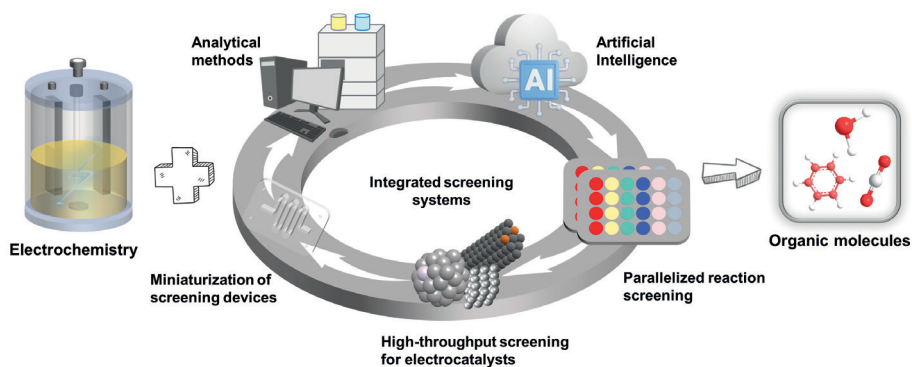 Analytical
methods
Artificial
Intelligence
AI
Integrated screening
systems
Electrochemistry
Organic molecules
Miniaturization of
screening devices
Parallelized reaction
screening
High-throughput screening
for electrocatalysts